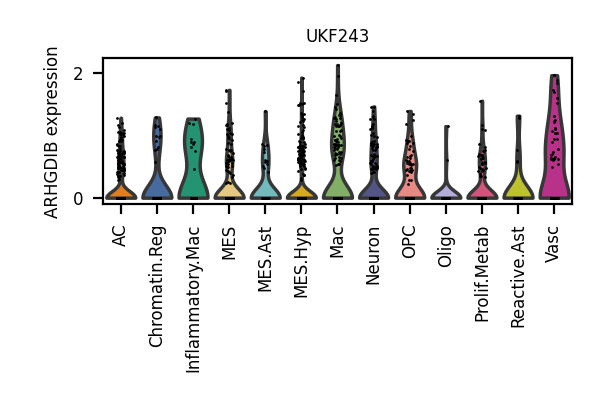 UKF243
ARHGDIB expression
2
0
AC
Chromatin.Reg
Inflammatory.Mac
MES
MES.Ast
MES.Hyp
Mac
Neuron
OPC
Oligo
Prolif.Metab
Reactive.Ast
Vasc